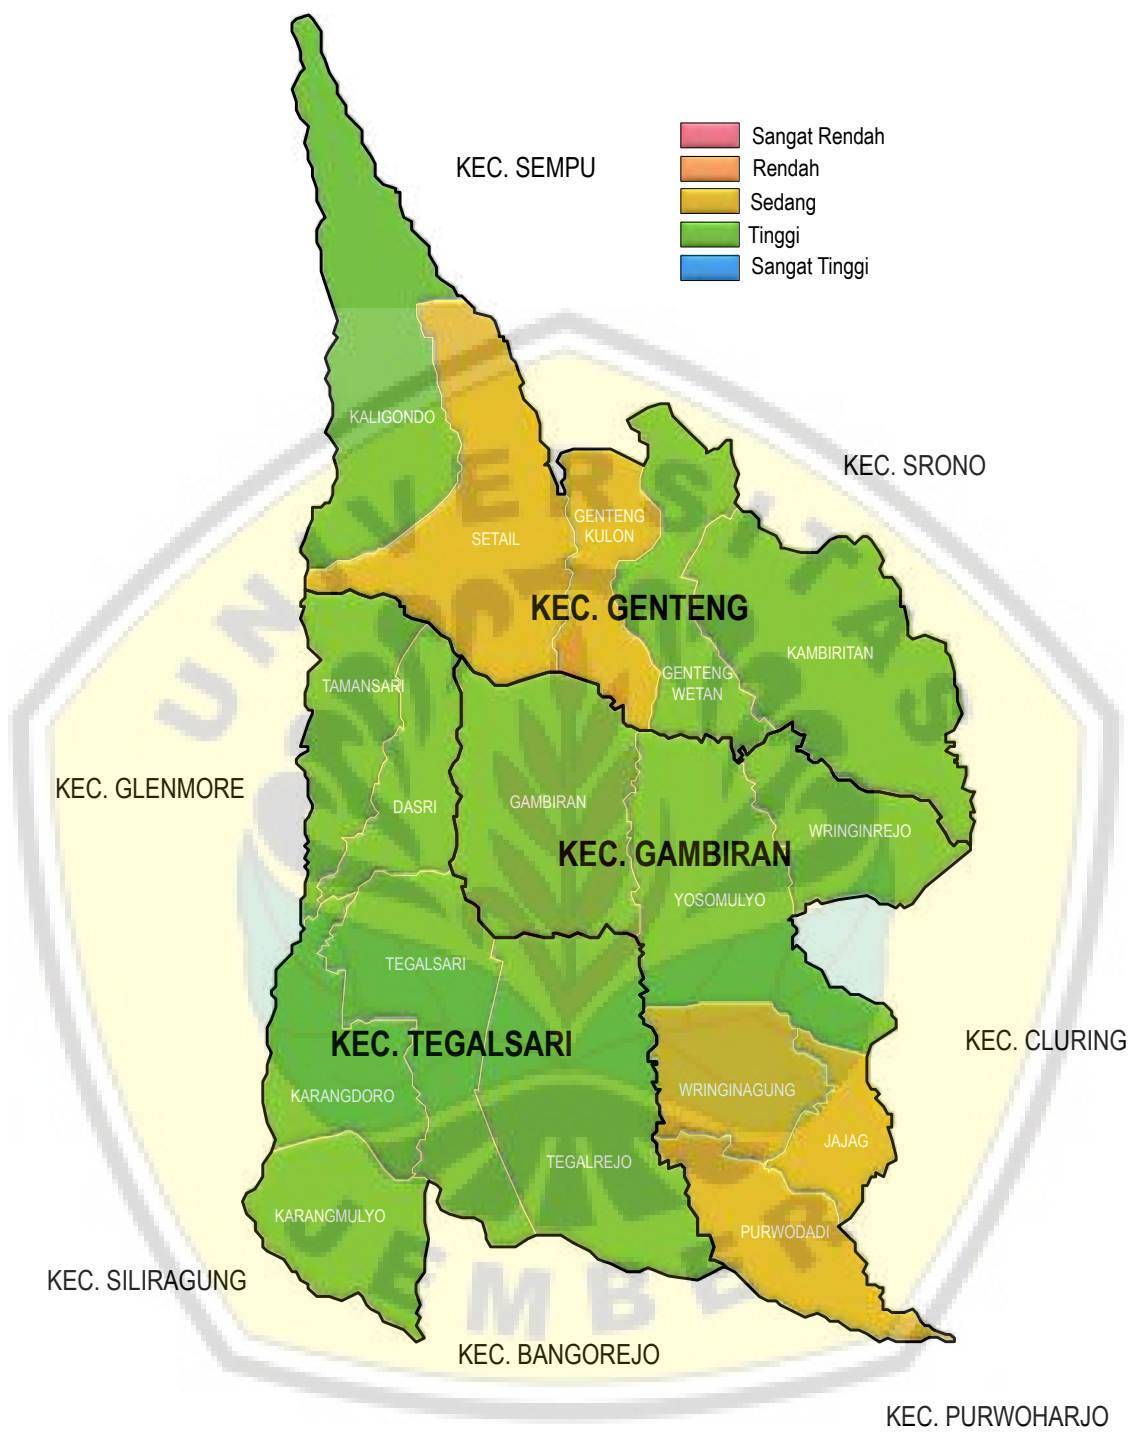 KEC. SEMPU
Sangat Rendah
Rendah
Sedang
Tinggi
Sangat Tinggi
KALIGONDO
KEC. SRONO
SETAIL
GENTENG
KULON
KEC. GENTENG
KAMBIRITAN
GENTENG
WETAN
TAMANSARI
KEC. GLENMORE
DASRI
GAMBIRAN
WRINGINREJO
KEC. GAMBIRAN
YOSOMULYO
TEGALSARI
KEC. TEGALSARI
KEC. CLURING
KARANGDORO
WRINGINAGUNG
JAJAG
TEGALREJO
KARANGMULYO
PURWODADI
KEC. SILIRAGUNG
KEC. BANGOREJO
KEC. PURWOHARJO
UNIVERSITAS
JEMBER